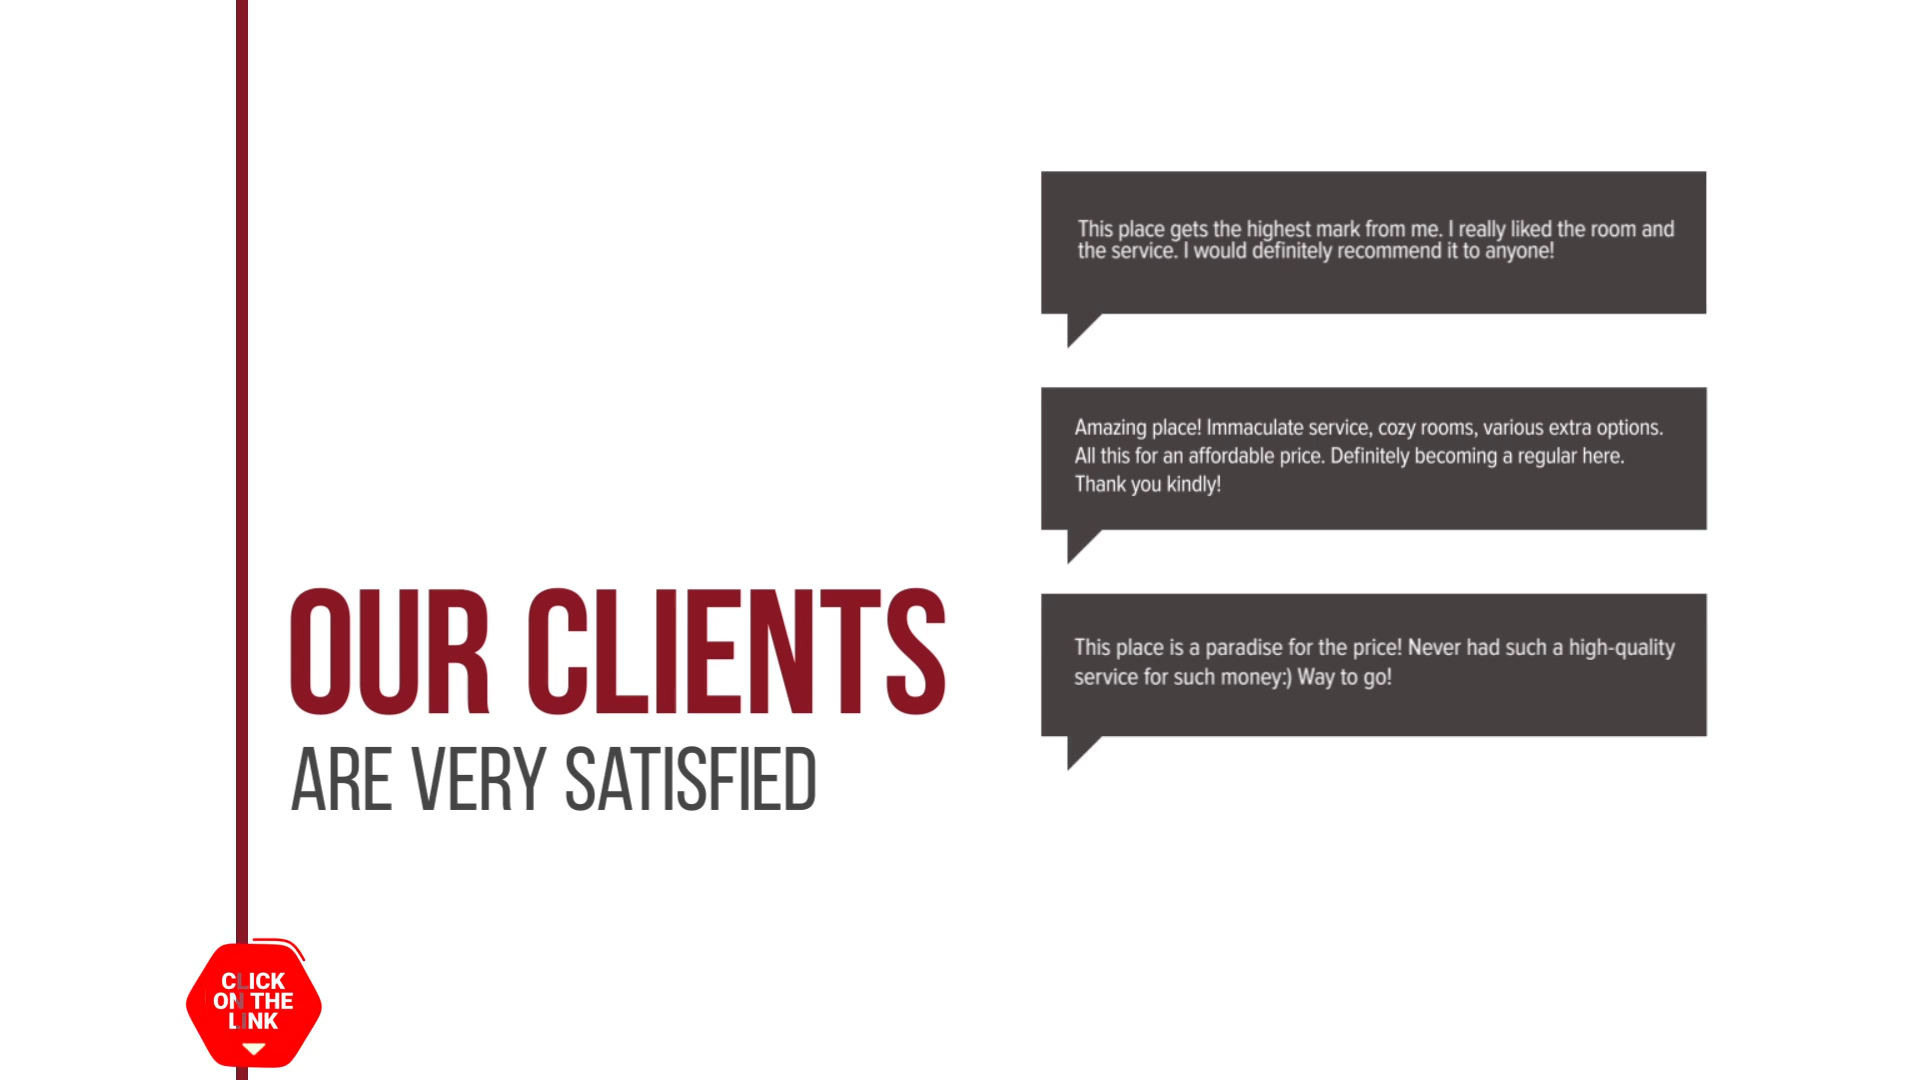 OUR CLIENTS
ARE VERY SATISFIED
This place gets the highest mark from me. I really liked the room and
the service. I would definitely recommend it to anyone!
Amazing place! Immaculate service, cozy rooms, various extra options.
All this for an affordable price. Definitely becoming a regular here.
Thank you kindly!
This place is a paradise for the price! Never had such a high-quality
service for such money:) Way to go!
CLICK
ON THE
LINK